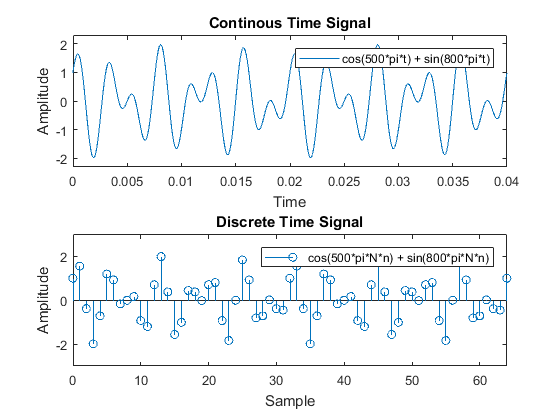 Continous Time Signal
cos(500*pi*t) + sin(800*pi*t)
Amplitude
2
1
0
-1
-2
0 0.005 0.01 0.015 0.02 0.025 0.03 0.035 0.04
Time
Discrete Time Signal
cos(500*pi*N*n) + sin(800*pi*N*n)
Amplitude
2
0
-2
0 10 20 30 40 50 60
Sample